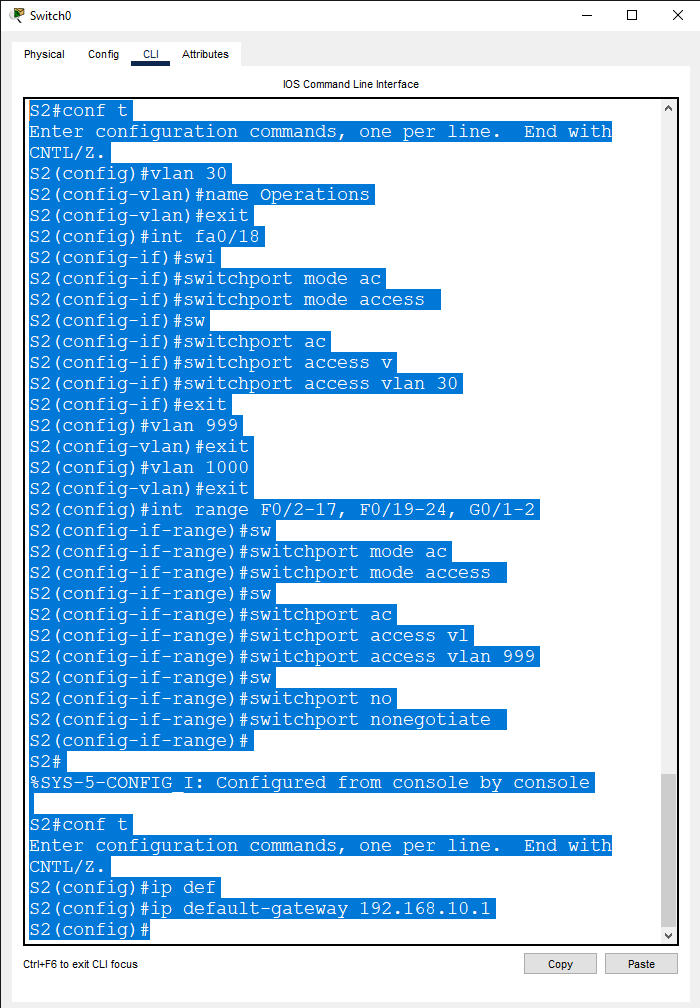 Switch0
Physical Config CLI Attributes
IOS Command Line Interface
S2#conf t
Enter configuration commands, one per line.  End with
CNTL/Z.
S2(config)#vlan 30
S2(config-vlan)#name Operations
S2(config-vlan)#exit
S2(config)#int fa0/18
S2(config-if)#swi
S2(config-if)#switchport mode ac
S2(config-if)#switchport mode access
S2(config-if)#sw
S2(config-if)#switchport ac
S2(config-if)#switchport access v
S2(config-if)#switchport access vlan 30
S2(config-if)#exit
S2(config)#vlan 999
S2(config-vlan)#exit
S2(config)#vlan 1000
S2(config-vlan)#exit
S2(config)#int range F0/2-17, F0/19-24, G0/1-2
S2(config-if-range)#sw
S2(config-if-range)#switchport mode ac
S2(config-if-range)#switchport mode access
S2(config-if-range)#sw
S2(config-if-range)#switchport ac
S2(config-if-range)#switchport access vl
S2(config-if-range)#switchport access vlan 999
S2(config-if-range)#sw
S2(config-if-range)#switchport no
S2(config-if-range)#switchport nonegotiate
S2(config-if-range)#
S2#
%SYS-5-CONFIG_I: Configured from console by console
S2#conf t
Enter configuration commands, one per line.  End with
CNTL/Z.
S2(config)#ip def
S2(config)#ip default-gateway 192.168.10.1
S2(config)#
Ctrl+F6 to exit CLI focus
Copy Paste